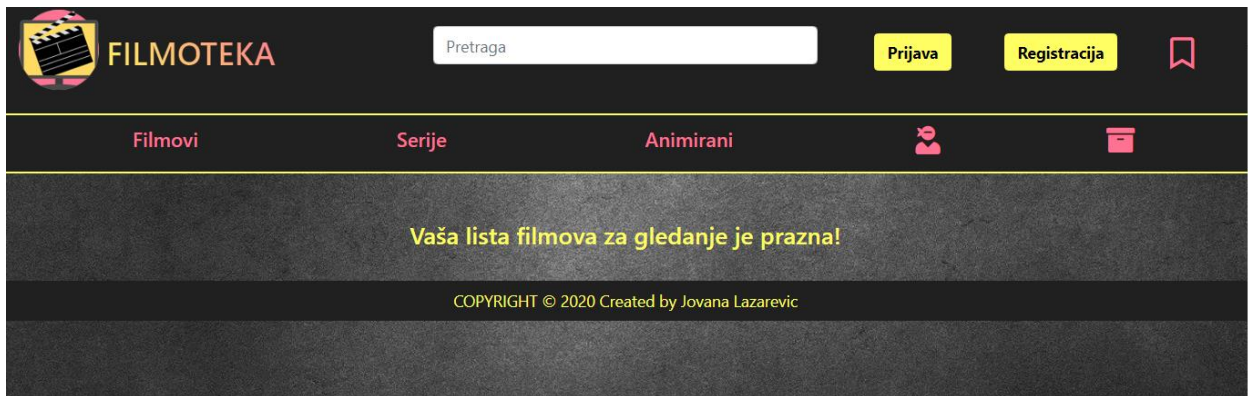 FILMOTEKA
Pretraga
Prijava
Registracija
Filmovi
Serije
Animirani
Vaša lista filmova za gledanje je prazna!
COPYRIGHT © 2020 Created by Jovana Lazarevic